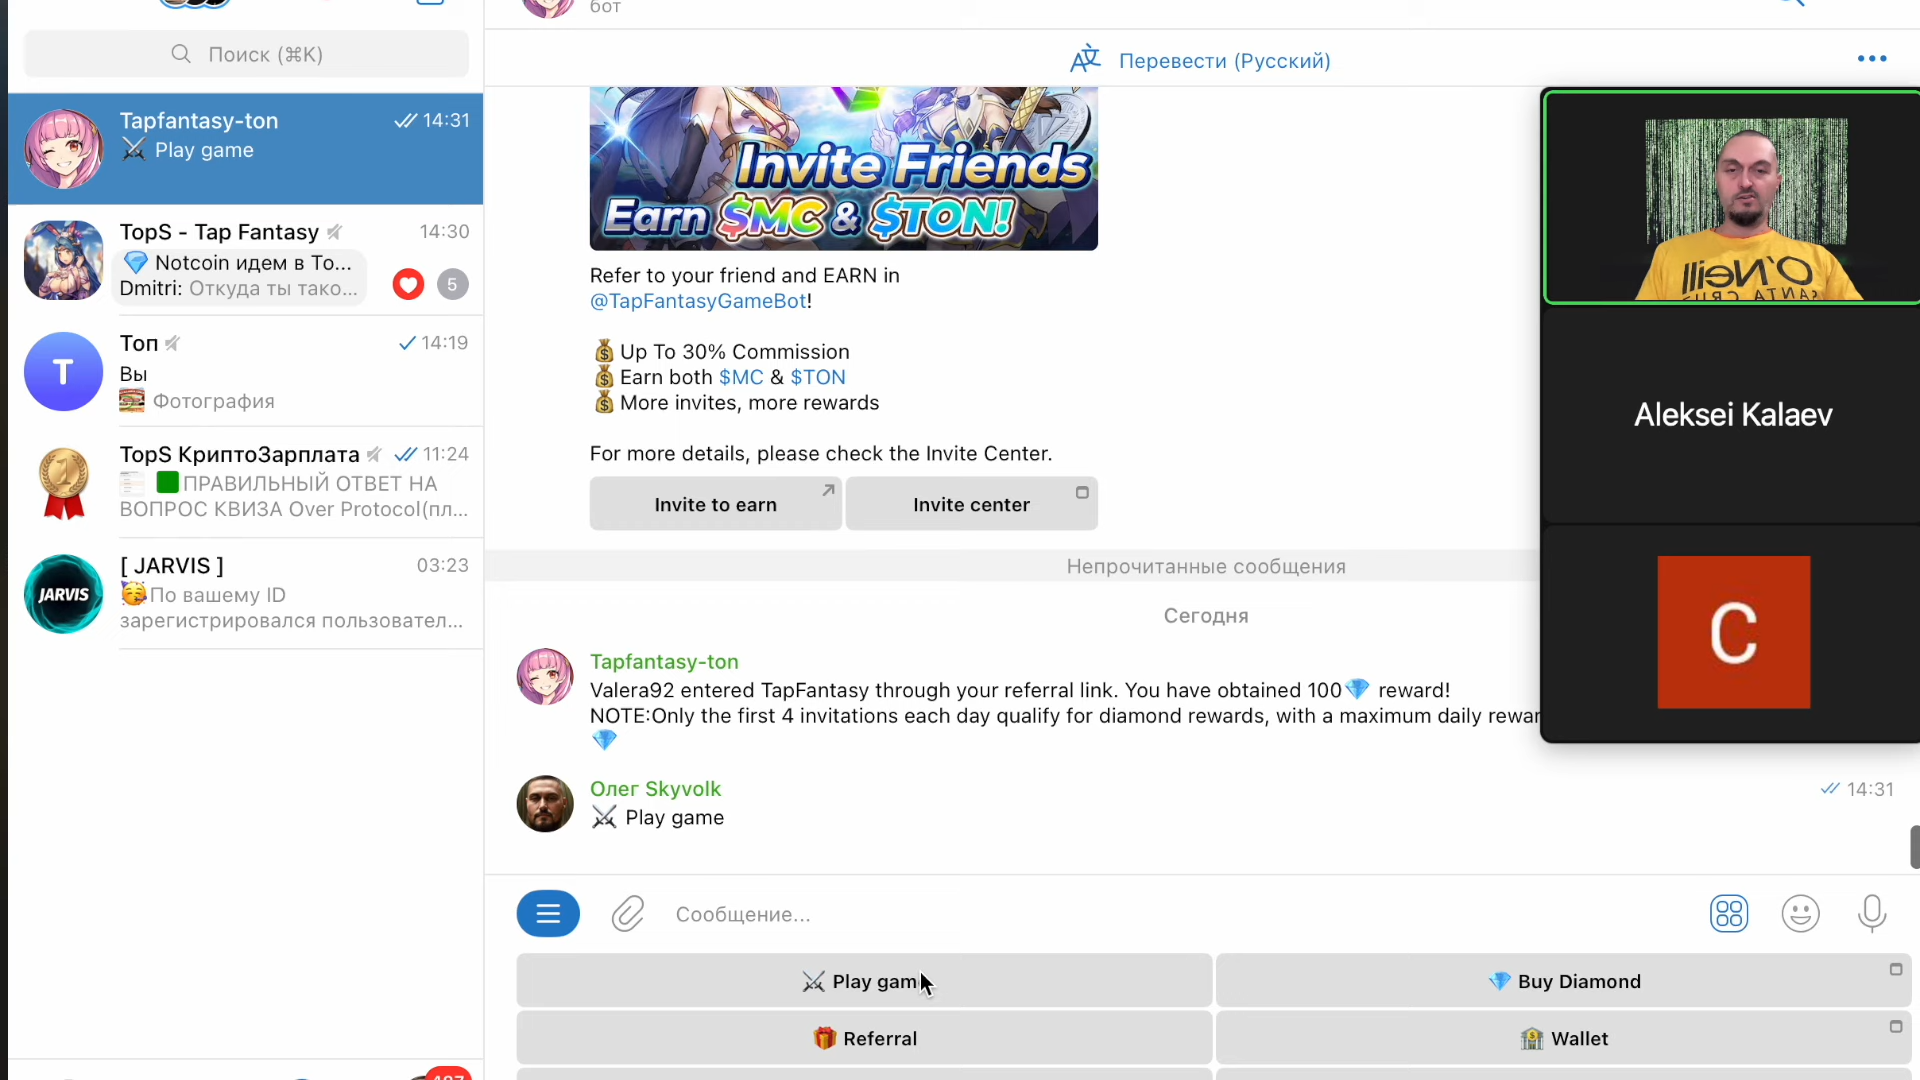 бот
Поиск (⌘K)
Перевести (Русский)
Tapfantasy-ton
14:31
Play game
TopS - Tap Fantasy
14:30
Notcoin идем в То...
Dmitri: Откуда ты тако...
5
T
Топ
14:19
Вы
Фотография
1
TopS КриптоЗарплата
11:24
ПРАВИЛЬНЫЙ ОТВЕТ НА
ВОПРОС КВИЗА Over Protocol(пл...
JARVIS
[ JARVIS ]
03:23
По вашему ID
зарегистрировался пользовател...
Invite Friends
Earn $MC & $TON!
Refer to your friend and EARN in
@TapFantasyGameBot!
Up To 30% Commission
Earn both $MC & $TON
More invites, more rewards
For more details, please check the Invite Center.
Invite to earn
Invite center
Непрочитанные сообщения
Сегодня
Tapfantasy-ton
Valera92 entered TapFantasy through your referral link. You have obtained 100💎 reward!
NOTE:Only the first 4 invitations each day qualify for diamond rewards, with a maximum daily rewar
Олег Skyvolk
14:31
Play game
Сообщение...
Play gam
Buy Diamond
Referral
Wallet
O'Neill
Aleksei Kalaev
C